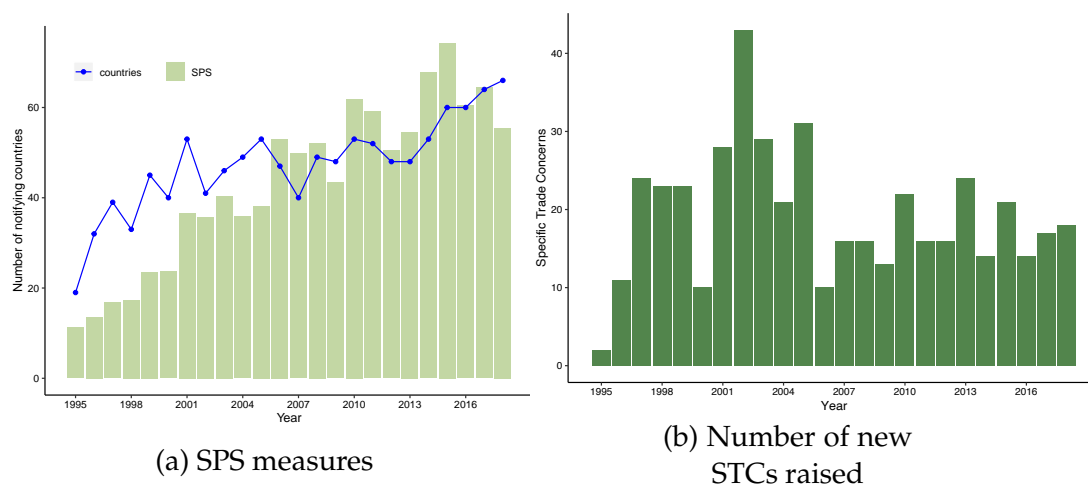 countries SPS
Number of notifying countries
60
40
20
0
1995 1998 2001 2004 2007 2010 2013 2016
Year
(a) SPS measures
Specific Trade Concerns
40
30
20
10
0
1995 1998 2001 2004 2007 2010 2013 2016
Year
(b) Number of new
STCs raised